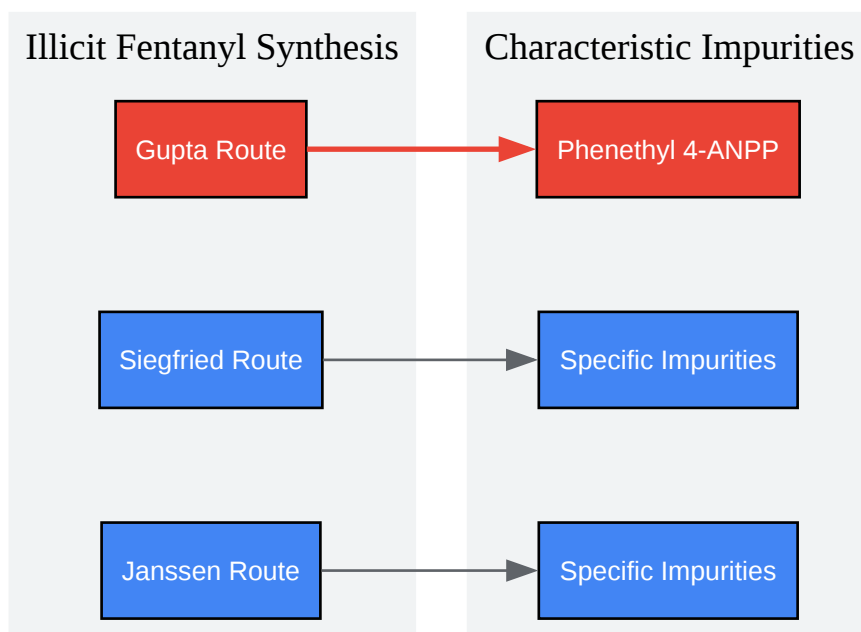 Illicit Fentanyl Synthesis
Characteristic Impurities
Gupta Route
Phenethyl 4-ANPP
Siegfried Route
Specific Impurities
Janssen Route
Specific Impurities